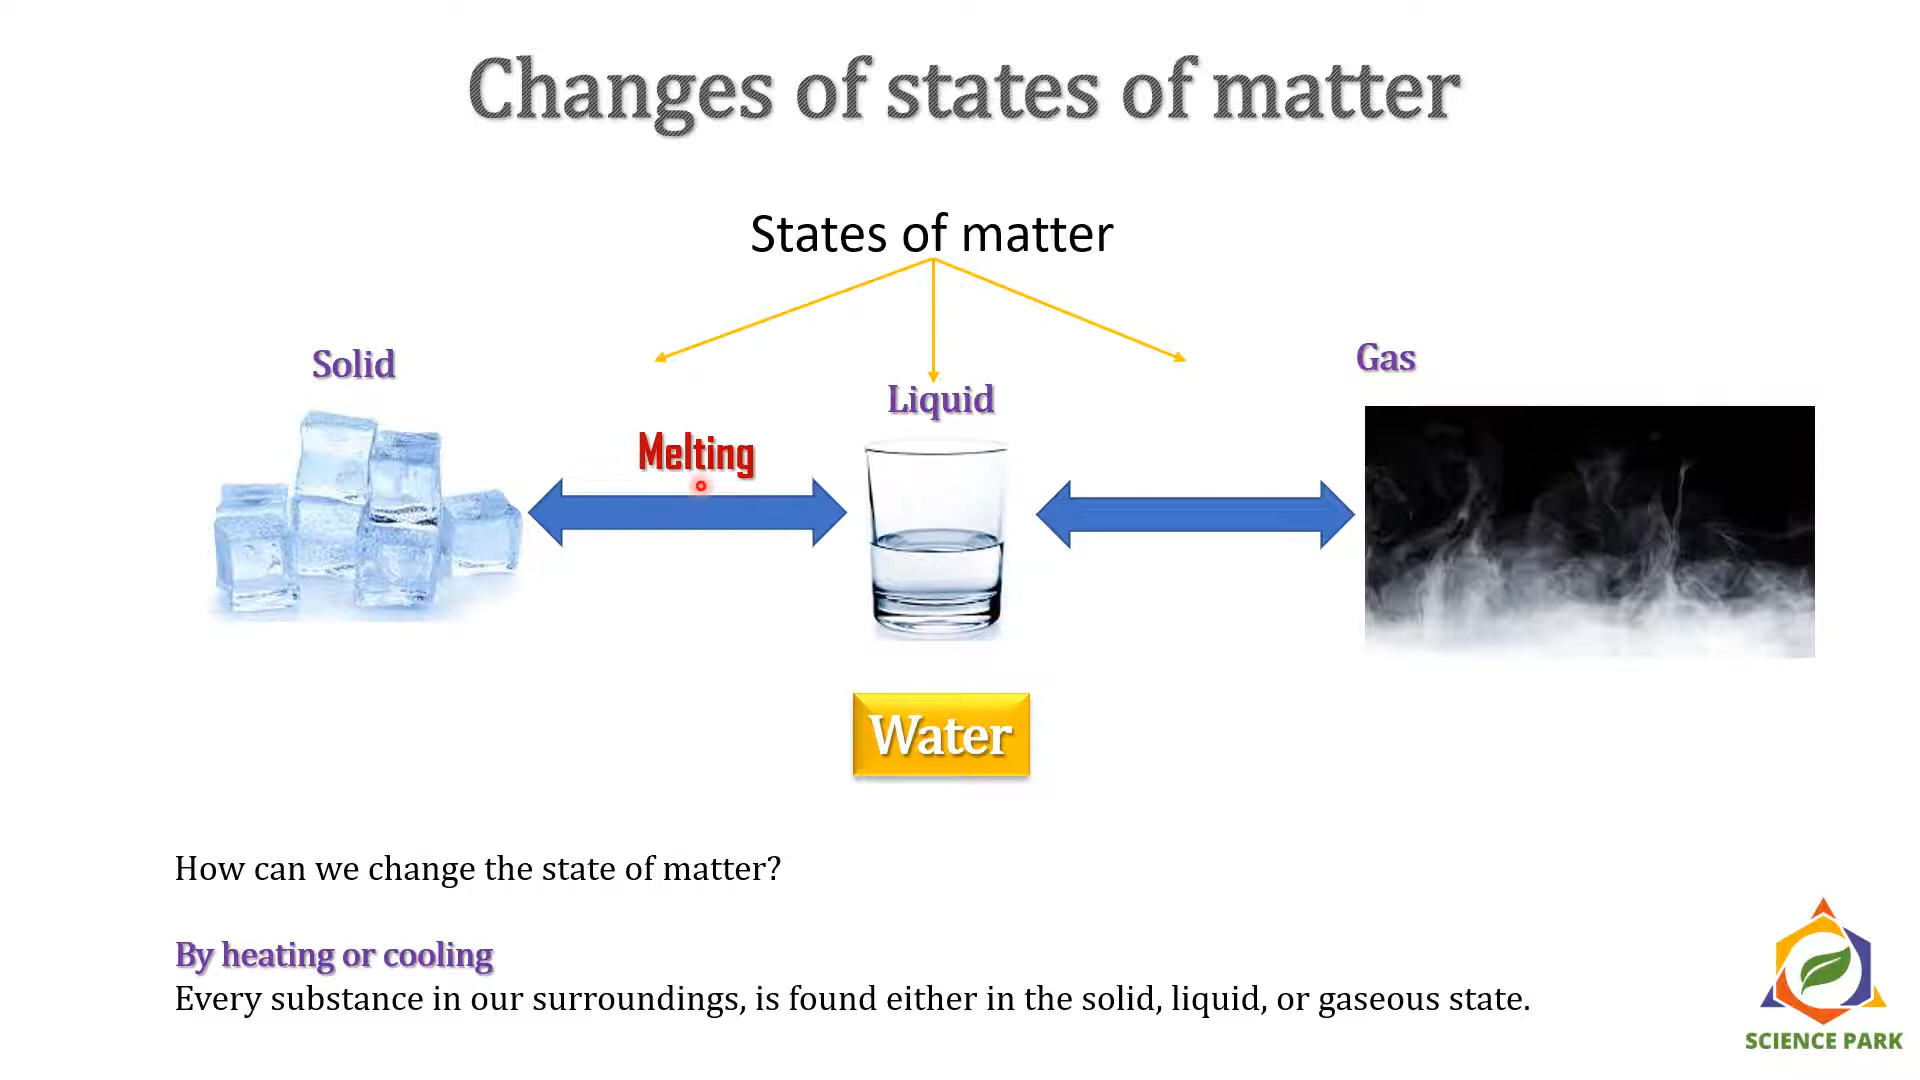 Changes of states of matter
States of matter
Solid
Gas
Liquid
Melting
Water
How can we change the state of matter?
By heating or cooling
Every substance in our surroundings, is found either in the solid, liquid, or gaseous state.
SCIENCE PARK